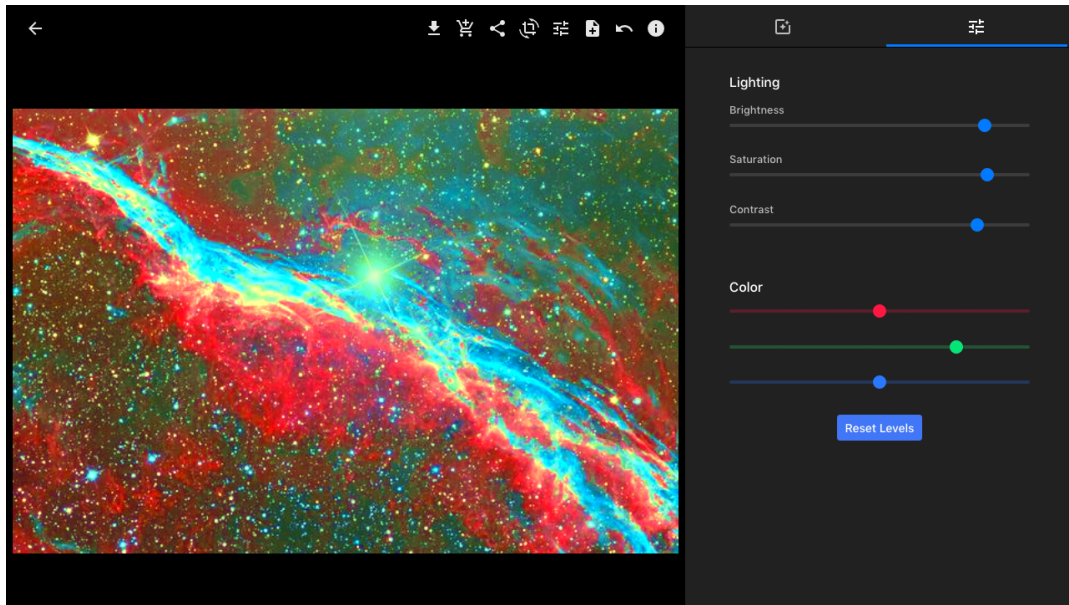 Lighting
Brightness
Saturation
Contrast
Color
Reset Levels